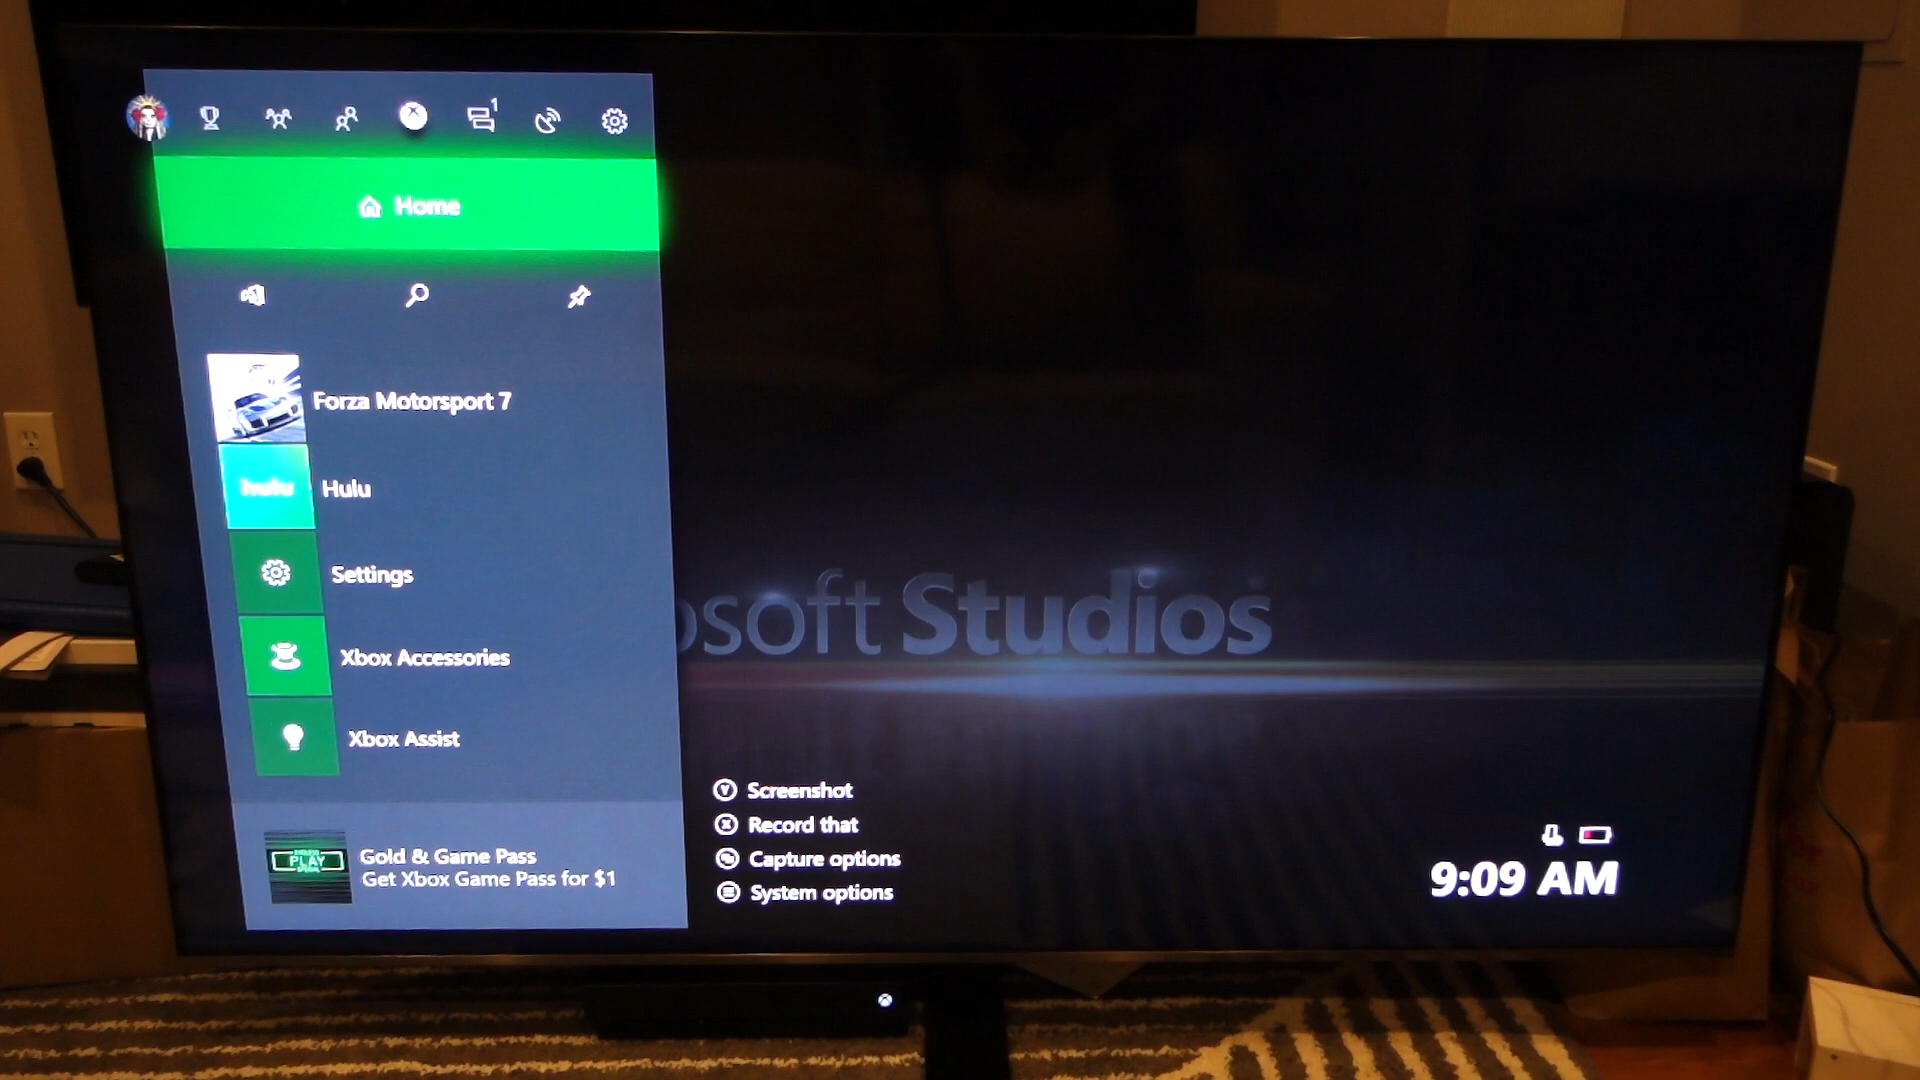 1
Home
Forza Motorsport 7
hulu Hulu
Settings
Xbox Accessories
Xbox Assist
PLAY
Gold & Game Pass
Get Xbox Game Pass for $1
osoft Studios
Y Screenshot
X Record that
Capture options
System options
9:09 AM